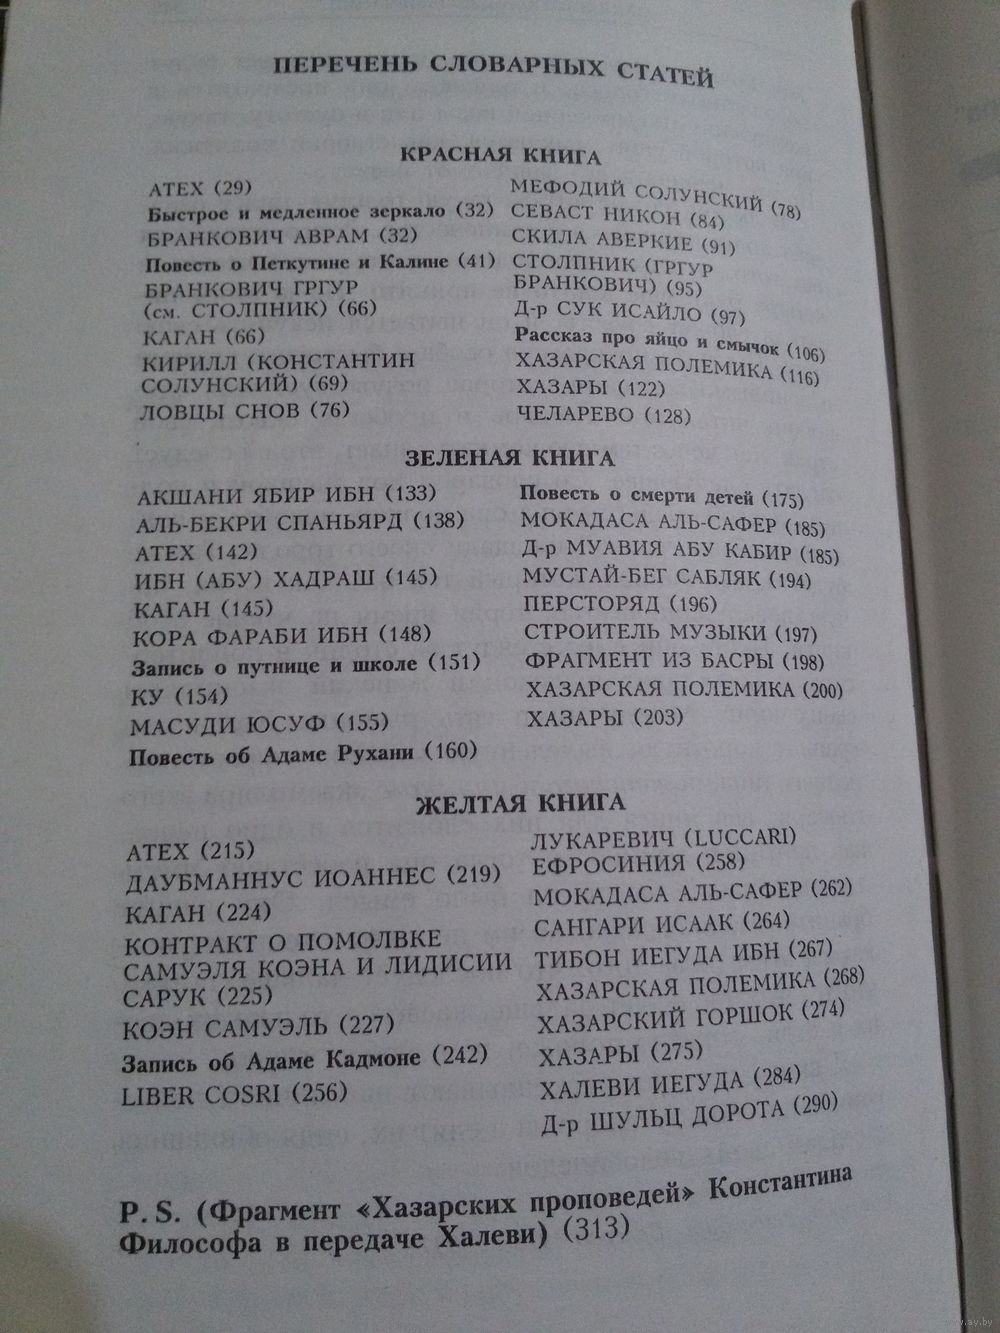 ПЕРЕЧЕНЬ СЛОВАРНЫХ СТАТЕЙ
КРАСНАЯ КНИГА
АТЕХ (29)
Быстрое и медленное зеркало (32)
БРАНКОВИЧ АВРАМ (32)
Повесть о Петкутине и Калине (41)
БРАНКОВИЧ ГРГУР
(см. СТОЛПНИК) (66)
КАГАН (66)
КИРИЛЛ (КОНСТАНТИН
СОЛУНСКИЙ) (69)
ЛОВЦЫ СНОВ (76)
МЕФОДИЙ СОЛУНСКИЙ (78)
СЕВАСТ НИКОН (84)
СКИЛА АВЕРКИЕ (91)
СТОЛПНИК (ГРГУР
БРАНКОВИЧ) (95)
Д-р СУК ИСАЙЛО (97)
Рассказ про яйцо и смычок (106)
ХАЗАРСКАЯ ПОЛЕМИКА (116)
ХАЗАРЫ (122)
ЧЕЛАРЕВО (128)
ЗЕЛЕНАЯ КНИГА
АКШАНИ ЯБИР ИБН (133)
АЛЬ-БЕКРИ СПАНЬЯРД (138)
АТЕХ (142)
ИБН (АБУ) ХАДРАШ (145)
КАГАН (145)
КОРА ФАРАБИ ИБН (148)
Запись о путнице и школе (151)
КУ (154)
МАСУДИ ЮСУФ (155)
Повесть об Адаме Рухани (160)
Повесть о смерти детей (175)
МОКАДАСА АЛЬ-САФЕР (185)
Д-р МУАВИЯ АБУ КАБИР (185)
МУСТАЙ-БЕГ САБЛЯК (194)
ПЕРСТОРЯД (196)
СТРОИТЕЛЬ МУЗЫКИ (197)
ФРАГМЕНТ ИЗ БАСРЫ (198)
ХАЗАРСКАЯ ПОЛЕМИКА (200)
ХАЗАРЫ (203)
ЖЕЛТАЯ КНИГА
АТЕХ (215)
ДАУБМАННУС ИОАННЕС (219)
КАГАН (224)
КОНТРАКТ О ПОМОЛВКЕ
САМУЭЛЯ КОЭНА И ЛИДИСИИ
САРУК (225)
КОЭН САМУЭЛЬ (227)
Запись об Адаме Кадмоне (242)
LIBER COSRI (256)
ЛУКАРЕВИЧ (LUCCARI)
ЕФРОСИНИЯ (258)
МОКАДАСА АЛЬ-САФЕР (262)
САНГАРИ ИСААК (264)
ТИБОН ИЕГУДА ИБН (267)
ХАЗАРСКАЯ ПОЛЕМИКА (268)
ХАЗАРСКИЙ ГОРШОК (274)
ХАЗАРЫ (275)
ХАЛЕВИ ИЕГУДА (284)
Д-р ШУЛЬЦ ДОРОТА (290)
P. S. (Фрагмент «Хазарских проповедей» Константина
Философа в передаче Халеви) (313)